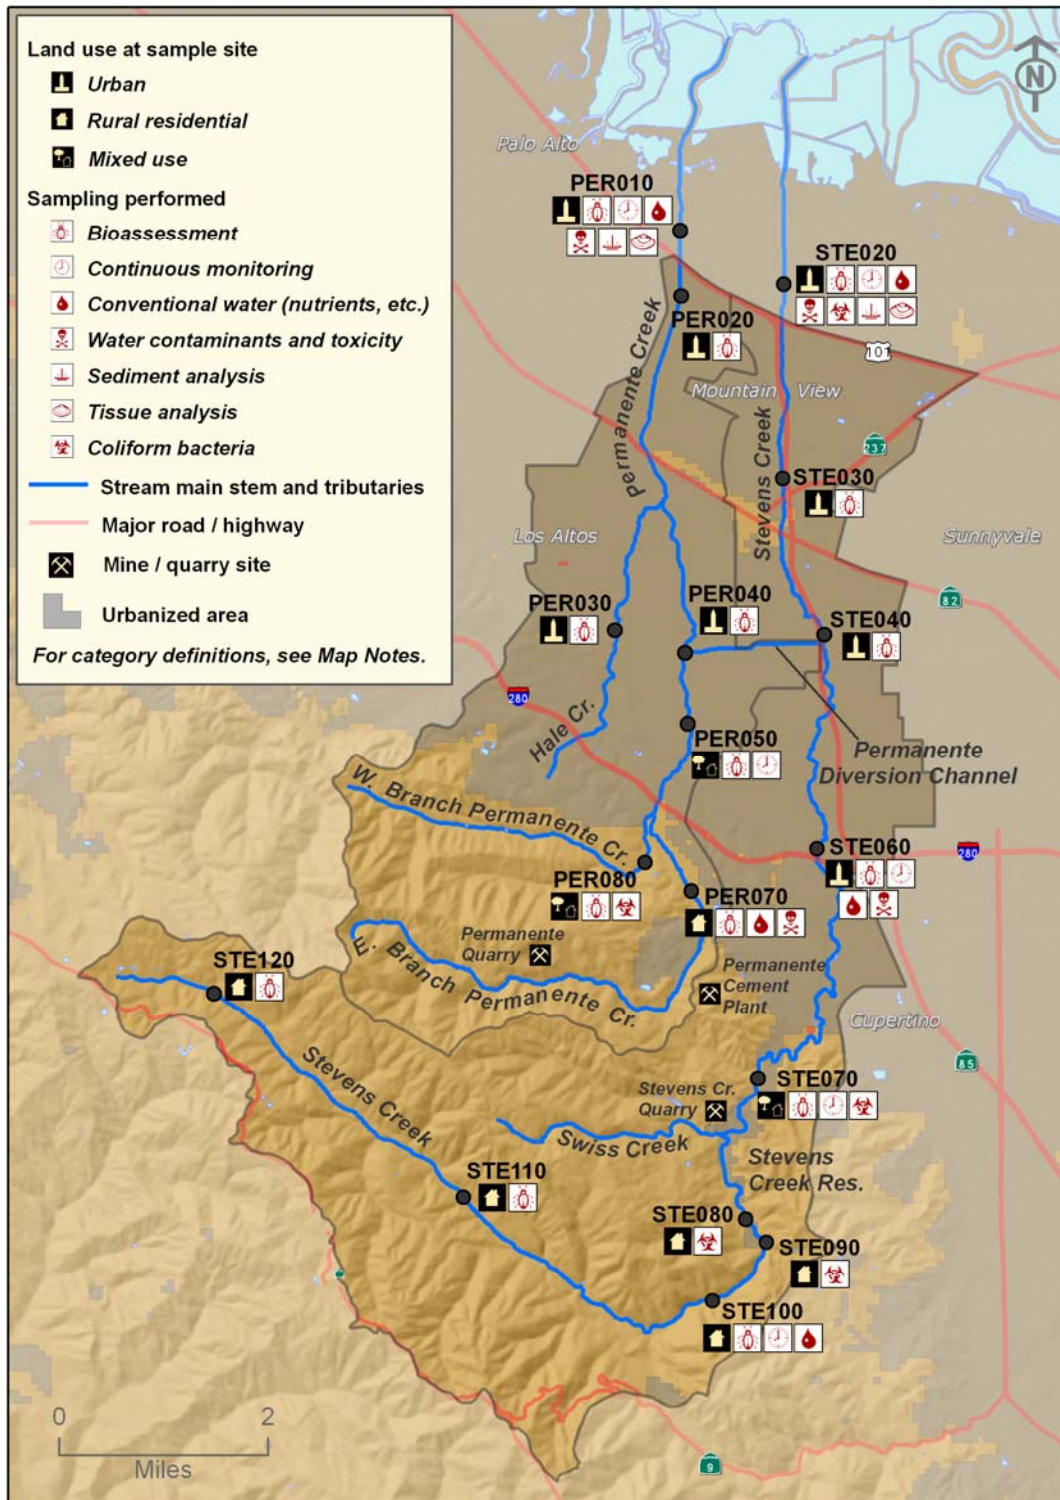 Land use at sample site
Urban
Rural residential
Mixed use
Sampling performed
Bioassessment
Continuous monitoring
Conventional water (nutrients, etc.)
Water contaminants and toxicity
Sediment analysis
Tissue analysis
Coliform bacteria
Stream main stem and tributaries
Major road / highway
Mine / quarry site
Urbanized area
For category definitions, see Map Notes.
N
Palo Alto
PER010
STE020
PER020
101
Permanente Creek
Mountain View
Stevens Creek
237
STE030
Los Altos
Sunnyvale
82
PER030
PER040
STE040
280
Hale Cr.
PER050
Permanente
Diversion Channel
W. Branch Permanente Cr.
STE060
280
PER080
PER070
E. Branch Permanente Cr.
Permanente
Quarry
Permanente
Cement
Plant
STE120
Cupertino
85
Stevens Creek
Stevens Cr.
Quarry
STE070
Swiss Creek
Stevens
Creek Res.
STE110
STE080
STE090
STE100
0 2
Miles
9